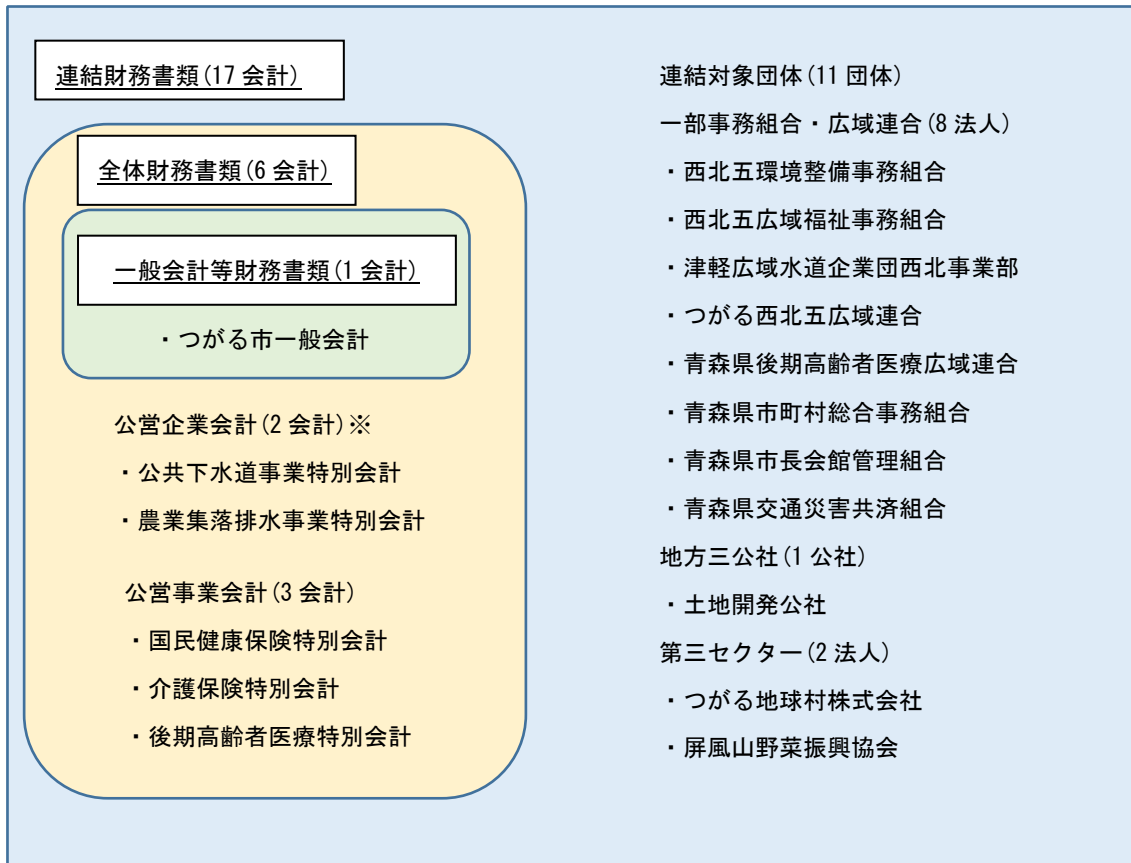 連結財務書類(17 会計)
全体財務書類(6 会計)
一般会計等財務書類(1 会計)
・つがる市一般会計
公営企業会計(2 会計)※
・公共下水道事業特別会計
・農業集落排水事業特別会計
公営事業会計(3 会計)
・国民健康保険特別会計
・介護保険特別会計
・後期高齢者医療特別会計
連結対象団体(11 団体)
一部事務組合・広域連合(8 法人)
・西北五環境整備事務組合
・西北五広域福祉事務組合
・津軽広域水道企業団西北事業部
・つがる西北五広域連合
・青森県後期高齢者医療広域連合
・青森県市町村総合事務組合
・青森県市長会館管理組合
・青森県交通災害共済組合
地方三公社(1 公社)
・土地開発公社
第三セクター(2 法人)
・つがる地球村株式会社
・屏風山野菜振興協会